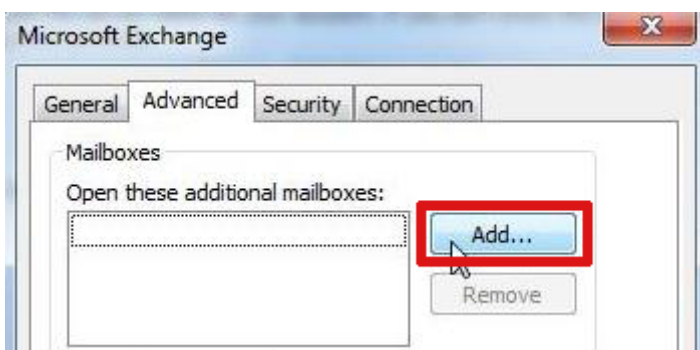 Microsoft Exchange
General Advanced Security Connection
Mailboxes
Open these additional mailboxes:
Add...
Remove